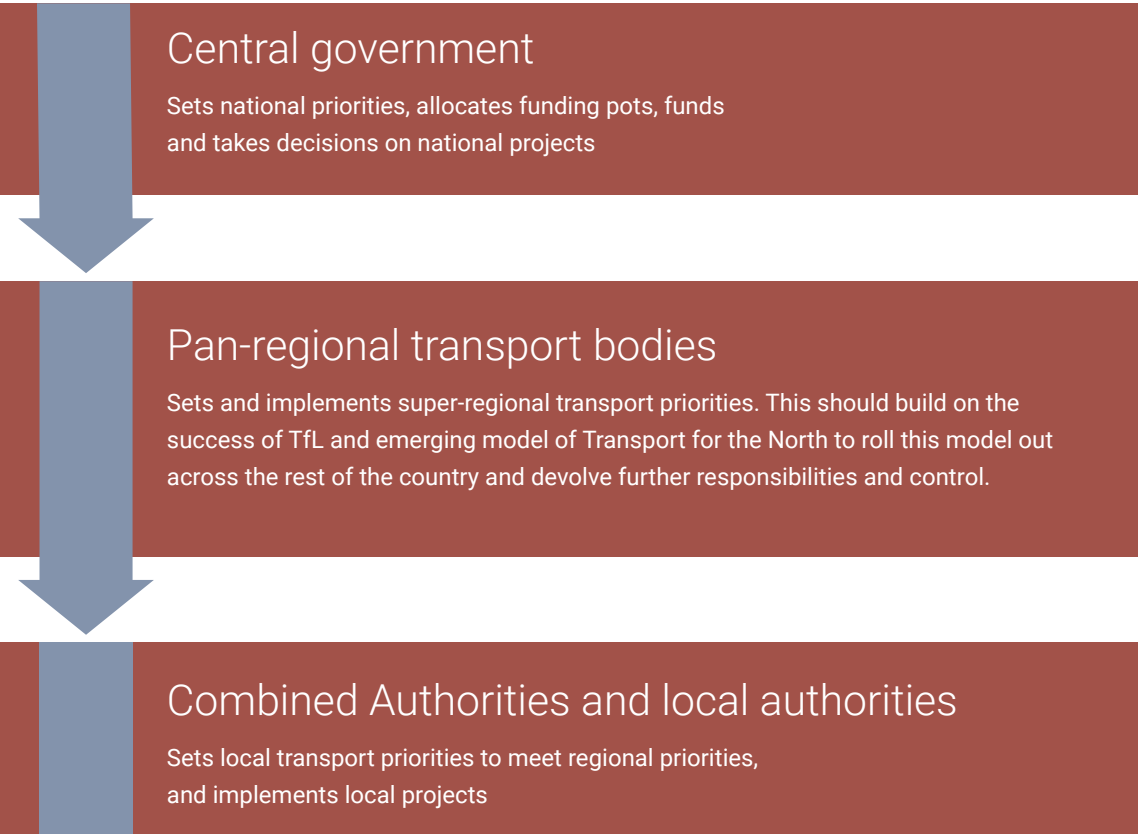 Central government
Sets national priorities, allocates funding pots, funds
and takes decisions on national projects
Pan-regional transport bodies
Sets and implements super-regional transport priorities. This should build on the
success of TfL and emerging model of Transport for the North to roll this model out
across the rest of the country and devolve further responsibilities and control.
Combined Authorities and local authorities
Sets local transport priorities to meet regional priorities,
and implements local projects